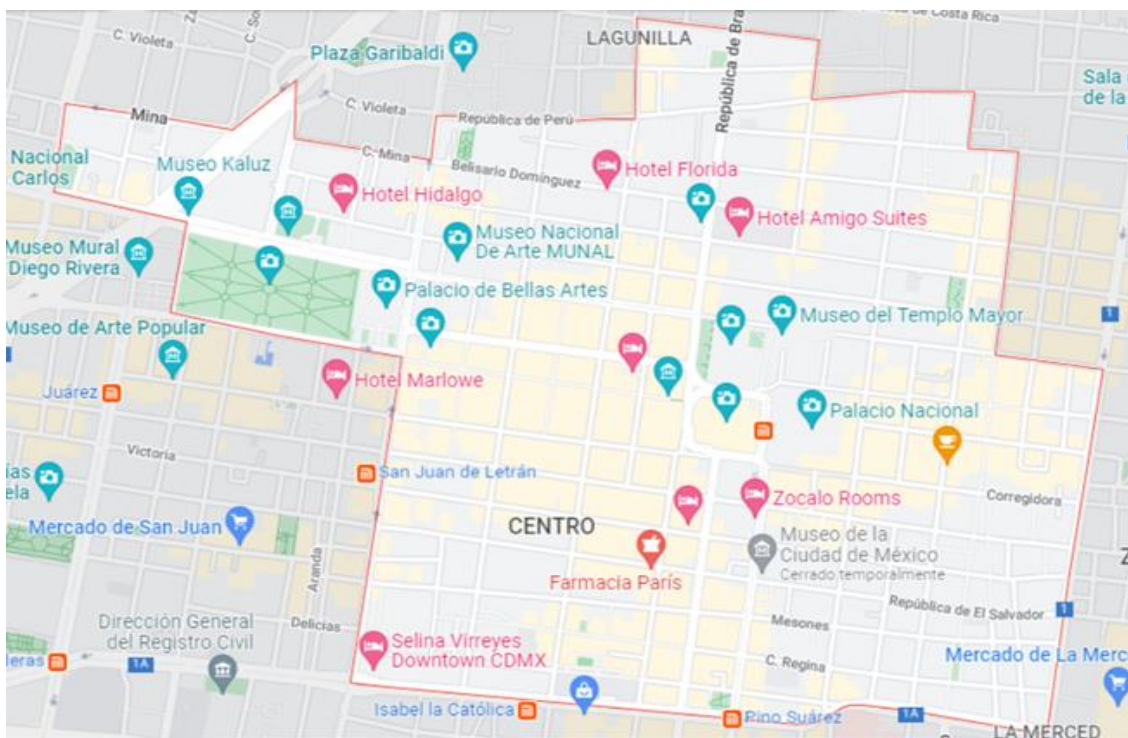 C. Violeta
Plaza Garibaldi
LAGUNILLA
de Costa Rica
República de
Sala
de la
Mina
C. Violeta
República de Perú
Nacional
Carlos
Museo Kaluz
C. Mina
Belisario Domínguez
Hotel Hidalgo
Hotel Florida
Hotel Amigo Suites
Museo Mural
Diego Rivera
Museo Nacional
De Arte MUNAL
Palacio de Bellas Artes
Museo del Templo Mayor
1
Museo de Arte Popular
Hotel Marlowe
Juárez
Palacio Nacional
Victoria
San Juan de Letrán
Zocalo Rooms
Corregidora
Mercado de San Juan
CENTRO
Museo de la
Ciudad de México
Cerrado temporalmente
Aranda
Farmacia París
República de El Salvador
1
Dirección General
del Registro Civil
Delicias
Mesones
Selina Virreyes
Downtown CDMX
C. Regina
Mercado de La Merc
1A
Isabel la Católica
Pino Suárez
1A
LA MERCED